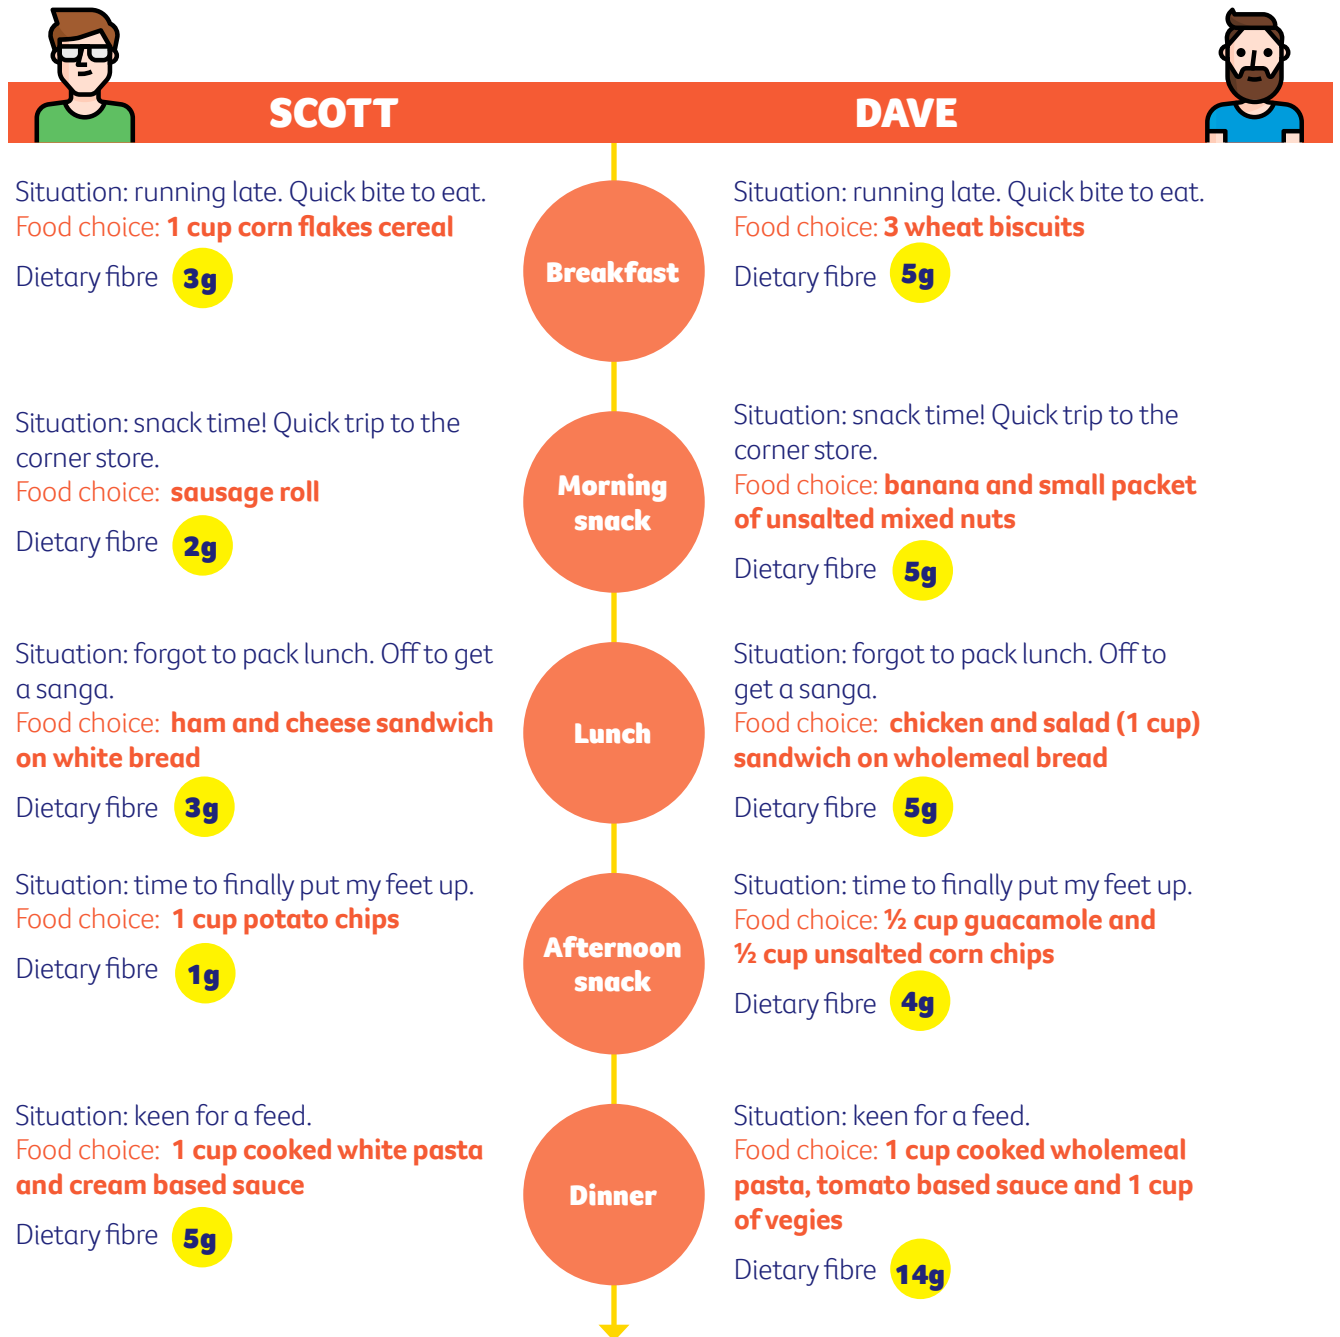 SCOTT
DAVE
Situation: running late. Quick bite to eat.
Food choice: 1 cup corn flakes cereal
Dietary fibre 3g
Breakfast
Situation: running late. Quick bite to eat.
Food choice: 3 wheat biscuits
Dietary fibre 5g
Situation: snack time! Quick trip to the
corner store.
Food choice: sausage roll
Dietary fibre 2g
Morning
snack
Situation: snack time! Quick trip to the
corner store.
Food choice: banana and small packet
of unsalted mixed nuts
Dietary fibre 5g
Situation: forgot to pack lunch. Off to get
a sanga.
Food choice: ham and cheese sandwich
on white bread
Dietary fibre 3g
Lunch
Situation: forgot to pack lunch. Off to
get a sanga.
Food choice: chicken and salad (1 cup)
sandwich on wholemeal bread
Dietary fibre 5g
Situation: time to finally put my feet up.
Food choice: 1 cup potato chips
Dietary fibre 1g
Afternoon
snack
Situation: time to finally put my feet up.
Food choice: ½ cup guacamole and
½ cup unsalted corn chips
Dietary fibre 4g
Situation: keen for a feed.
Food choice: 1 cup cooked white pasta
and cream based sauce
Dietary fibre 5g
Dinner
Situation: keen for a feed.
Food choice: 1 cup cooked wholemeal
pasta, tomato based sauce and 1 cup
of vegies
Dietary fibre 14g